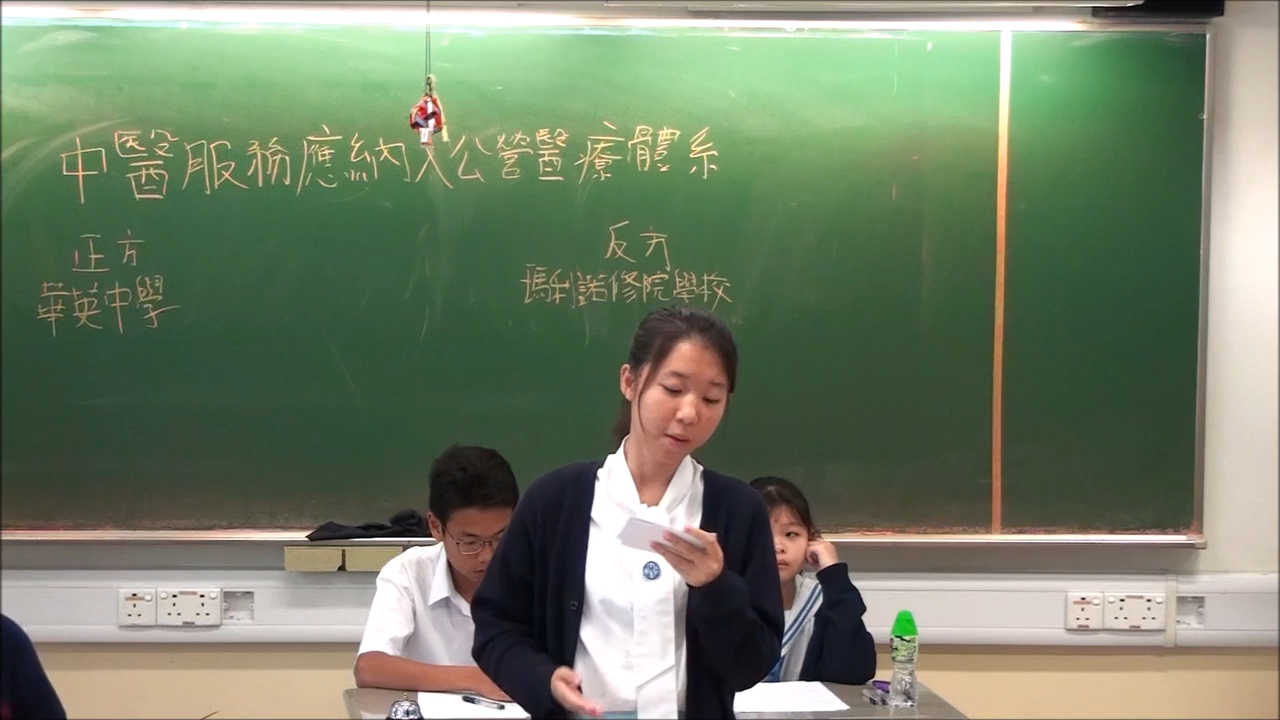 中醫服務應納入公營醫療體系
正方
華英中學
反方
瑪利諾修院學校